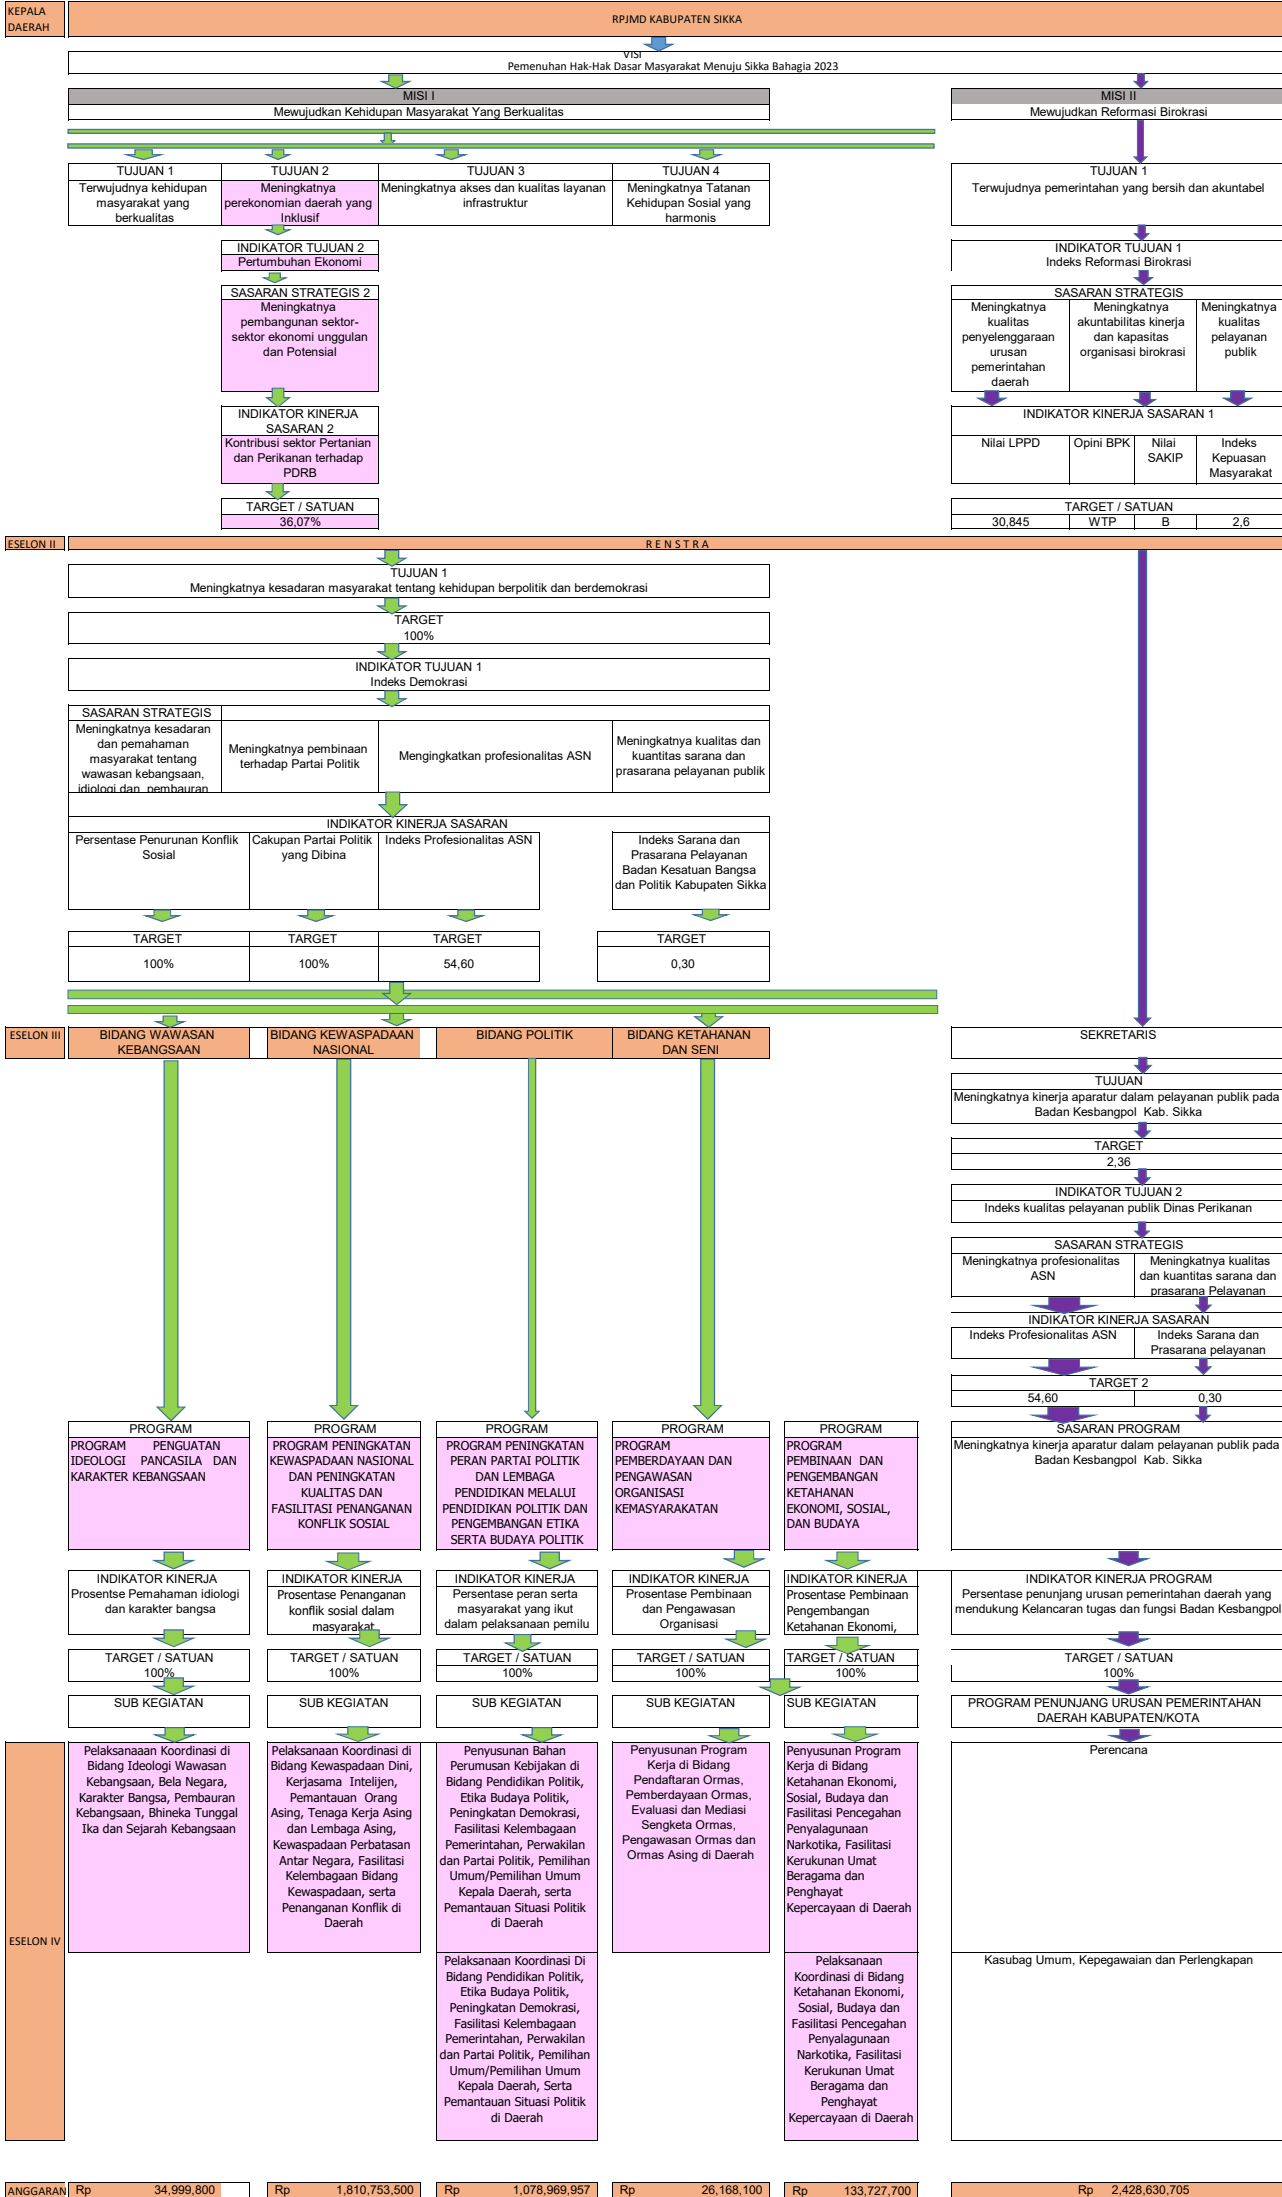 KEPALA
DAERAH
RPJMD KABUPATEN SIKKA
VISI
Pemenuhan Hak-Hak Dasar Masyarakat Menuju Sikka Bahagia 2023
MISI I
Mewujudkan Kehidupan Masyarakat Yang Berkualitas
MISI II
Mewujudkan Reformasi Birokrasi
TUJUAN 1
Terwujudnya kehidupan
masyarakat yang
berkualitas
TUJUAN 2
Meningkatnya
perekonomian daerah yang
Inklusif
TUJUAN 3
Meningkatnya akses dan kualitas layanan
infrastruktur
TUJUAN 4
Meningkatnya Tatanan
Kehidupan Sosial yang
harmonis
TUJUAN 1
Terwujudnya pemerintahan yang bersih dan akuntabel
INDIKATOR TUJUAN 2
Pertumbuhan Ekonomi
INDIKATOR TUJUAN 1
Indeks Reformasi Birokrasi
SASARAN STRATEGIS 2
Meningkatnya
pembangunan sektor-
sektor ekonomi unggulan
dan Potensial
SASARAN STRATEGIS
Meningkatnya
kualitas
penyelenggaraan
urusan
pemerintahan
daerah
Meningkatnya
akuntabilitas kinerja
dan kapasitas
organisasi birokrasi
Meningkatnya
kualitas
pelayanan
publik
INDIKATOR KINERJA
SASARAN 2
Kontribusi sektor Pertanian
dan Perikanan terhadap
PDRB
INDIKATOR KINERJA SASARAN 1
Nilai LPPD
Opini BPK
Nilai
SAKIP
Indeks
Kepuasan
Masyarakat
TARGET / SATUAN
36,07%
TARGET / SATUAN
30,845
WTP
B
2,6
ESELON II
R E N S T R A
TUJUAN 1
Meningkatnya kesadaran masyarakat tentang kehidupan berpolitik dan berdemokrasi
TARGET
100%
INDIKATOR TUJUAN 1
Indeks Demokrasi
SASARAN STRATEGIS
Meningkatnya kesadaran
dan pemahaman
masyarakat tentang
wawasan kebangsaan,
idiologi dan  pembauran
Meningkatnya pembinaan
terhadap Partai Politik
Mengingkatkan profesionalitas ASN
Meningkatnya kualitas dan
kuantitas sarana dan
prasarana pelayanan publik
INDIKATOR KINERJA SASARAN
Persentase Penurunan Konflik
Sosial
Cakupan Partai Politik
yang Dibina
Indeks Profesionalitas ASN
Indeks Sarana dan
Prasarana Pelayanan
Badan Kesatuan Bangsa
dan Politik Kabupaten Sikka
TARGET
100%
TARGET
100%
TARGET
54,60
TARGET
0,30
ESELON III
BIDANG WAWASAN
KEBANGSAAN
BIDANG KEWASPADAAN
NASIONAL
BIDANG POLITIK
BIDANG KETAHANAN
DAN SENI
SEKRETARIS
TUJUAN
Meningkatnya kinerja aparatur dalam pelayanan publik pada
Badan Kesbangpol  Kab. Sikka
TARGET
2,36
INDIKATOR TUJUAN 2
Indeks kualitas pelayanan publik Dinas Perikanan
SASARAN STRATEGIS
Meningkatnya profesionalitas
ASN
Meningkatnya kualitas
dan kuantitas sarana dan
prasarana Pelayanan
INDIKATOR KINERJA SASARAN
Indeks Profesionalitas ASN
Indeks Sarana dan
Prasarana pelayanan
TARGET 2
54,60
0,30
PROGRAM
PROGRAM PENGUATAN
IDEOLOGI PANCASILA DAN
KARAKTER KEBANGSAAN
PROGRAM
PROGRAM PENINGKATAN
KEWASPADAAN NASIONAL
DAN PENINGKATAN
KUALITAS DAN
FASILITASI PENANGANAN
KONFLIK SOSIAL
PROGRAM
PROGRAM PENINGKATAN
PERAN PARTAI POLITIK
DAN LEMBAGA
PENDIDIKAN MELALUI
PENDIDIKAN POLITIK DAN
PENGEMBANGAN ETIKA
SERTA BUDAYA POLITIK
PROGRAM
PROGRAM
PEMBERDAYAAN DAN
PENGAWASAN
ORGANISASI
KEMASYARAKATAN
PROGRAM
PROGRAM
PEMBINAAN DAN
PENGEMBANGAN
KETAHANAN
EKONOMI, SOSIAL,
DAN BUDAYA
SASARAN PROGRAM
Meningkatnya kinerja aparatur dalam pelayanan publik pada
Badan Kesbangpol  Kab. Sikka
INDIKATOR KINERJA
Prosentse Pemahaman idiologi
dan karakter bangsa
INDIKATOR KINERJA
Prosentase Penanganan
konflik sosial dalam
masyarakat
INDIKATOR KINERJA
Persentase peran serta
masyarakat yang ikut
dalam pelaksanaan pemilu
INDIKATOR KINERJA
Prosentase Pembinaan
dan Pengawasan
Organisasi
INDIKATOR KINERJA
Prosentase Pembinaan
Pengembangan
Ketahanan Ekonomi,
INDIKATOR KINERJA PROGRAM
Persentase penunjang urusan pemerintahan daerah yang
mendukung Kelancaran tugas dan fungsi Badan Kesbangpol
TARGET / SATUAN
100%
TARGET / SATUAN
100%
TARGET / SATUAN
100%
TARGET / SATUAN
100%
TARGET / SATUAN
100%
TARGET / SATUAN
100%
SUB KEGIATAN
SUB KEGIATAN
SUB KEGIATAN
SUB KEGIATAN
SUB KEGIATAN
PROGRAM PENUNJANG URUSAN PEMERINTAHAN
DAERAH KABUPATEN/KOTA
ESELON IV
Pelaksanaaan Koordinasi di
Bidang Ideologi Wawasan
Kebangsaan, Bela Negara,
Karakter Bangsa, Pembauran
Kebangsaan, Bhineka Tunggal
Ika dan Sejarah Kebangsaan
Pelaksanaan Koordinasi di
Bidang Kewaspadaan Dini,
Kerjasama  Intelijen,
Pemantauan  Orang
Asing, Tenaga Kerja Asing
dan Lembaga Asing,
Kewaspadaan Perbatasan
Antar Negara, Fasilitasi
Kelembagaan Bidang
Kewaspadaan, serta
Penanganan Konflik di
Daerah
Penyusunan Bahan
Perumusan Kebijakan di
Bidang Pendidikan Politik,
Etika Budaya Politik,
Peningkatan Demokrasi,
Fasilitasi Kelembagaan
Pemerintahan, Perwakilan
dan Partai Politik, Pemilihan
Umum/Pemilihan Umum
Kepala Daerah, serta
Pemantauan Situasi Politik
di Daerah
Penyusunan Program
Kerja di Bidang
Pendaftaran Ormas,
Pemberdayaan Ormas,
Evaluasi dan Mediasi
Sengketa Ormas,
Pengawasan Ormas dan
Ormas Asing di Daerah
Penyusunan Program
Kerja di Bidang
Ketahanan Ekonomi,
Sosial, Budaya dan
Fasilitasi Pencegahan
Penyalagunaan
Narkotika, Fasilitasi
Kerukunan Umat
Beragama dan
Penghayat
Kepercayaan di Daerah
Perencana
Pelaksanaan Koordinasi Di
Bidang Pendidikan Politik,
Etika Budaya Politik,
Peningkatan Demokrasi,
Fasilitasi Kelembagaan
Pemerintahan, Perwakilan
dan Partai Politik, Pemilihan
Umum/Pemilihan Umum
Kepala Daerah, Serta
Pemantauan Situasi Politik
di Daerah
Pelaksanaan
Koordinasi di Bidang
Ketahanan Ekonomi,
Sosial, Budaya dan
Fasilitasi Pencegahan
Penyalagunaan
Narkotika, Fasilitasi
Kerukunan Umat
Beragama dan
Penghayat
Kepercayaan di Daerah
Kasubag Umum, Kepegawaian dan Perlengkapan
ANGGARAN
Rp 34,999,800
Rp 1,810,753,500
Rp 1,078,969,957
Rp 26,168,100
Rp 133,727,700
Rp 2,428,630,705